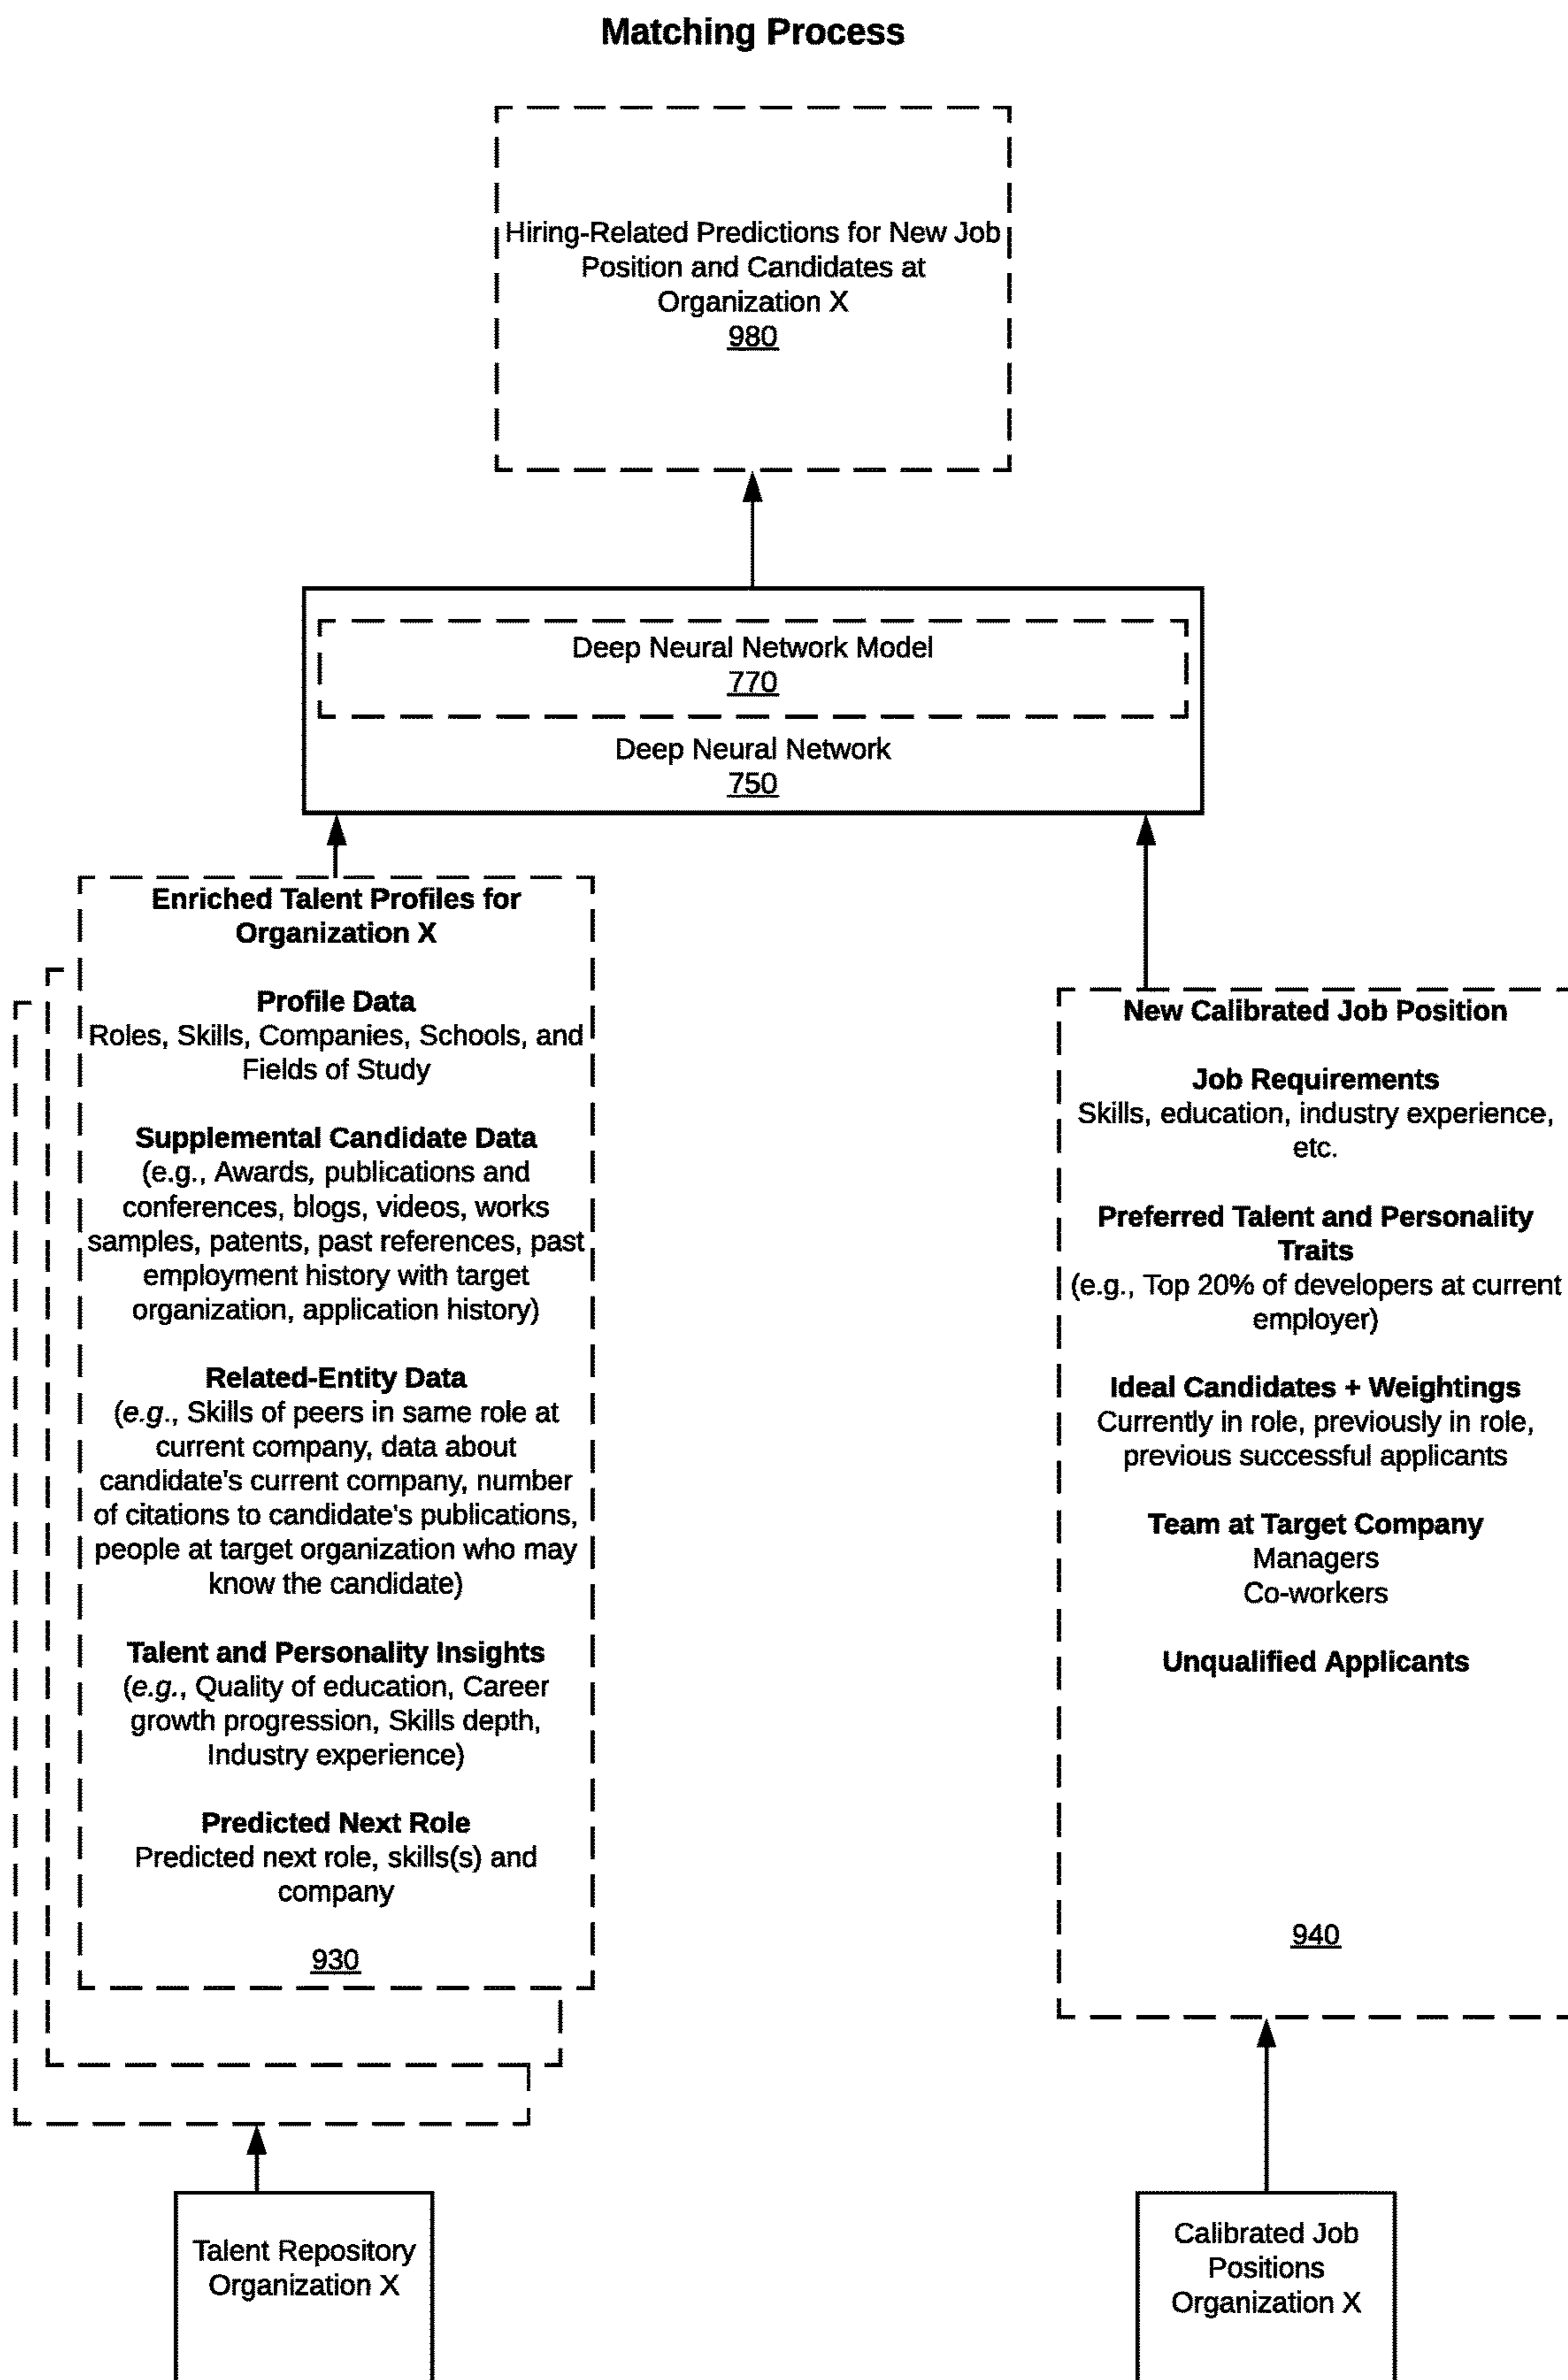 Matching Process
Hiring-Related Predictions for New Job
Position and Candidates at
Organization X
980
Deep Neural Network Model
770
Deep Neural Network
750
Enriched Talent Profiles for
Organization X
Profile Data
Roles, Skills, Companies, Schools, and
Fields of Study
Supplemental Candidate Data
(e.g., Awards, publications and
conferences, blogs, videos, works
samples, patents, past references, past
employment history with target
organization, application history)
Related-Entity Data
(e.g., Skills of peers in same role at
current company, data about
candidate's current company, number
of citations to candidate's publications,
people at target organization who may
know the candidate)
Talent and Personality Insights
(e.g., Quality of education, Career
growth progression, Skills depth,
Industry experience)
Predicted Next Role
Predicted next role, skills(s) and
company
930
New Calibrated Job Position
Job Requirements
Skills, education, industry experience,
etc.
Preferred Talent and Personality
Traits
(e.g., Top 20% of developers at current
employer)
Ideal Candidates + Weightings
Currently in role, previously in role,
previous successful applicants
Team at Target Company
Managers
Co-workers
Unqualified Applicants
940
Talent Repository
Organization X
Calibrated Job
Positions
Organization X